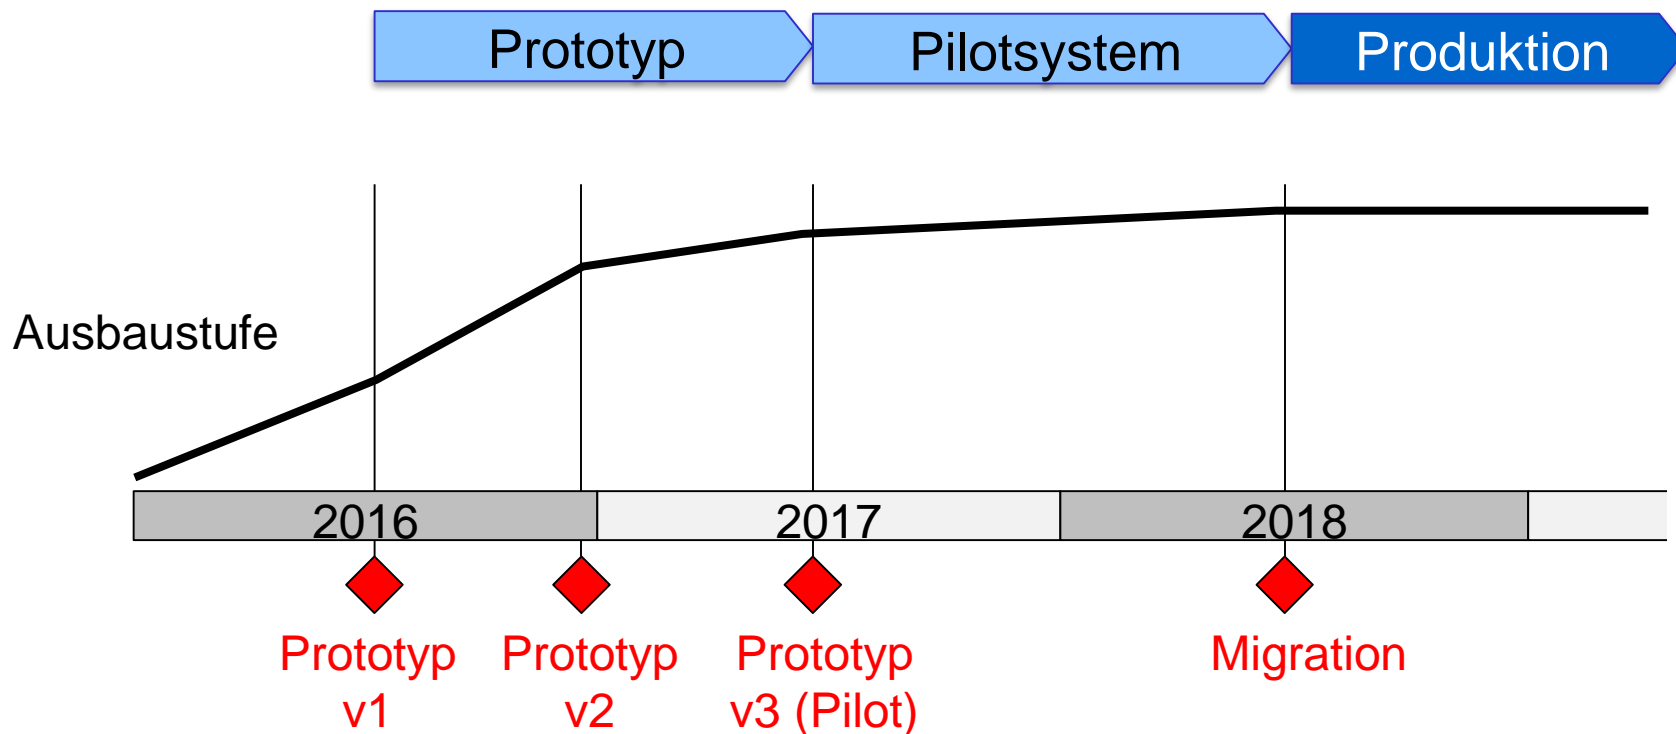 Prototyp
Pilotsystem
Produktion
Ausbaustufe
2016
2017
2018
Prototyp
v1
Prototyp
v2
Prototyp
v3 (Pilot)
Migration